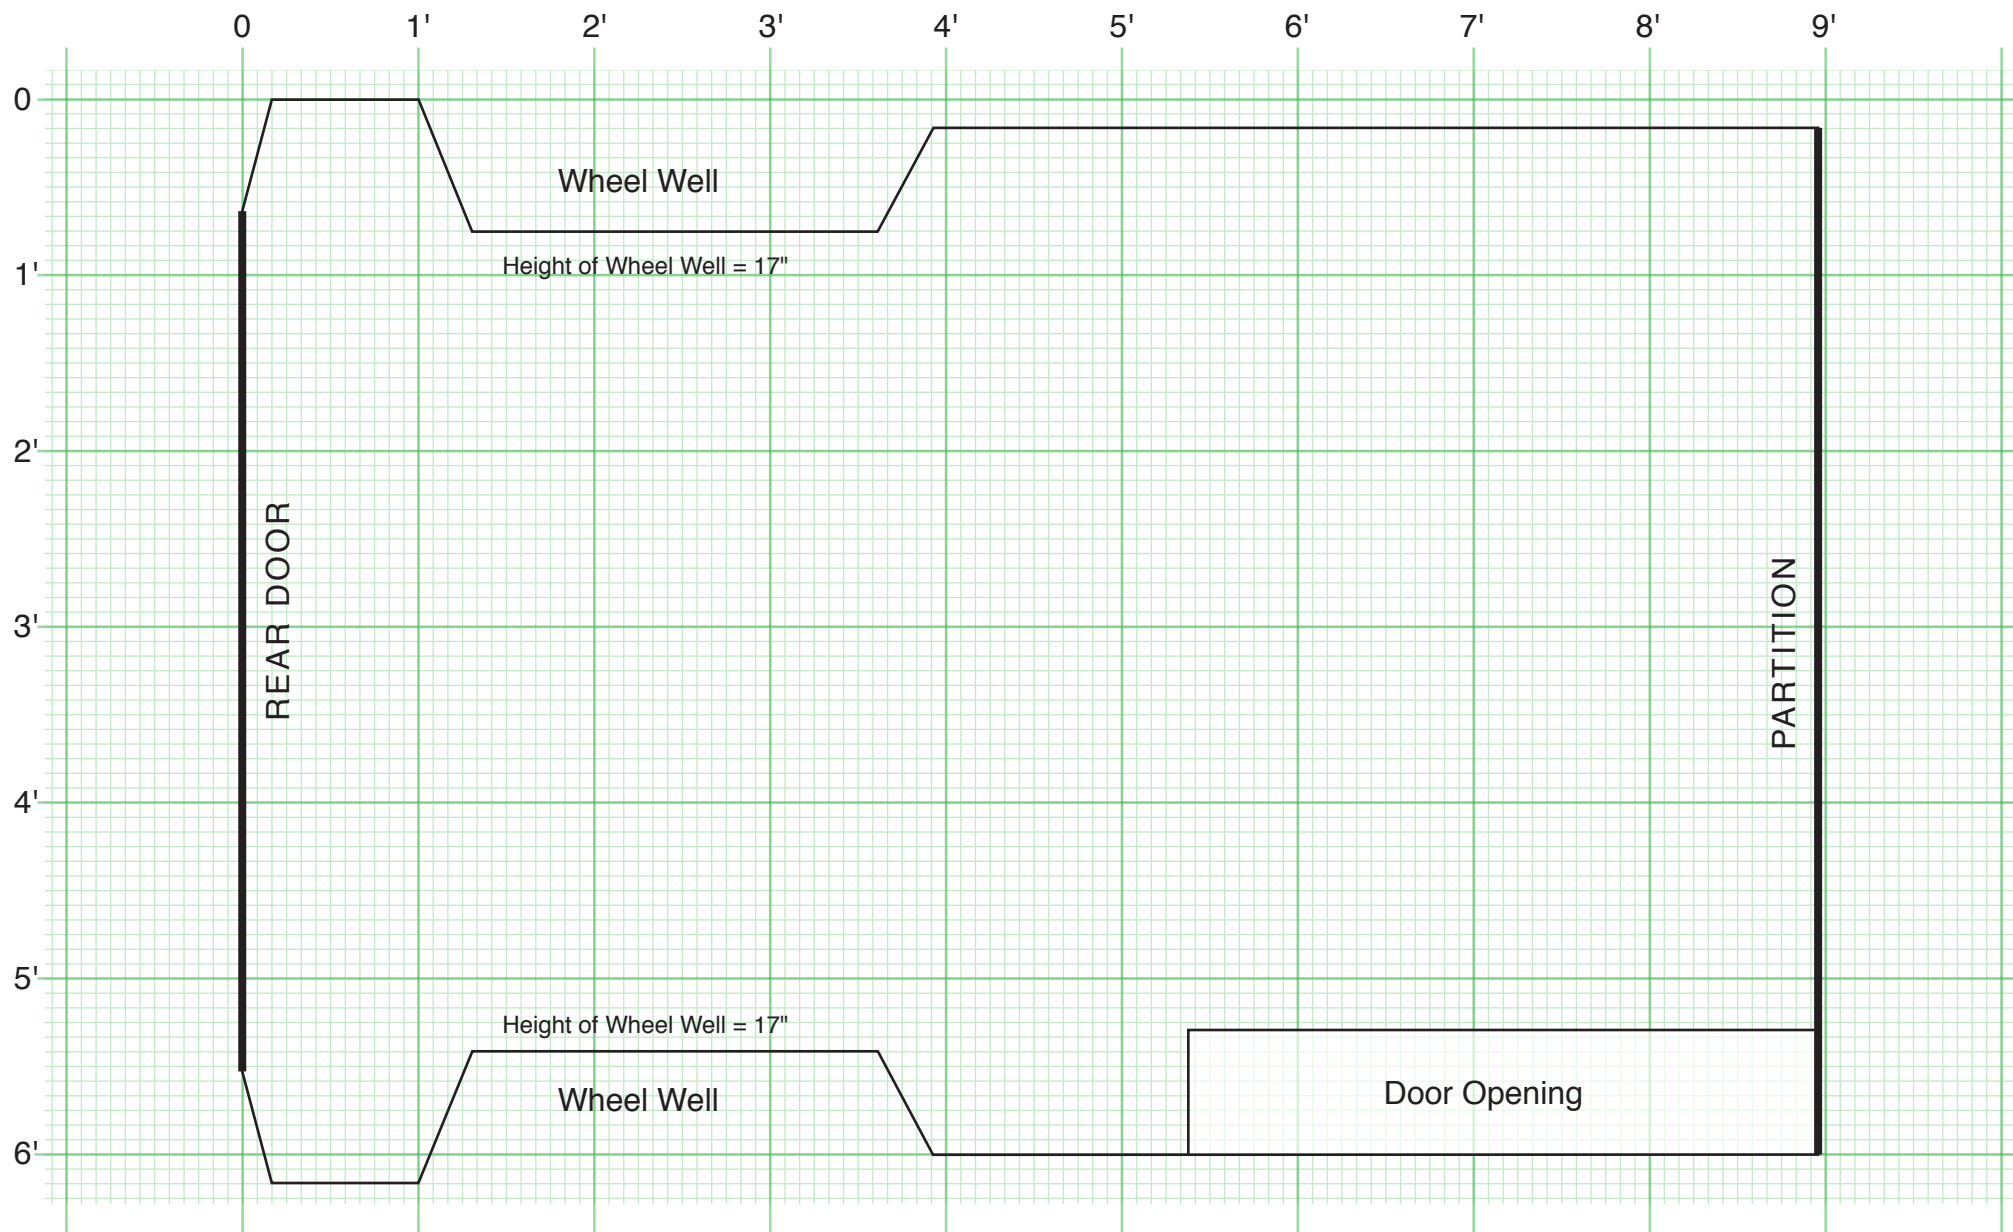 0 1' 2' 3' 4' 5' 6' 7' 8' 9'
0
Wheel Well
Height of Wheel Well = 17"
1'
2'
REAR DOOR
3'
PARTITION
4'
5'
Height of Wheel Well = 17"
Wheel Well
Door Opening
6'